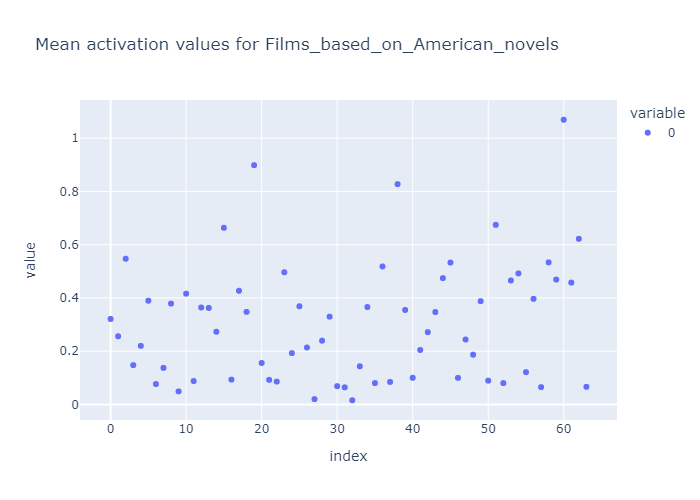 Mean activation values for Films_based_on_American_novels
variable
0
value
1
0.8
0.6
0.4
0.2
0
0 10 20 30 40 50 60
index